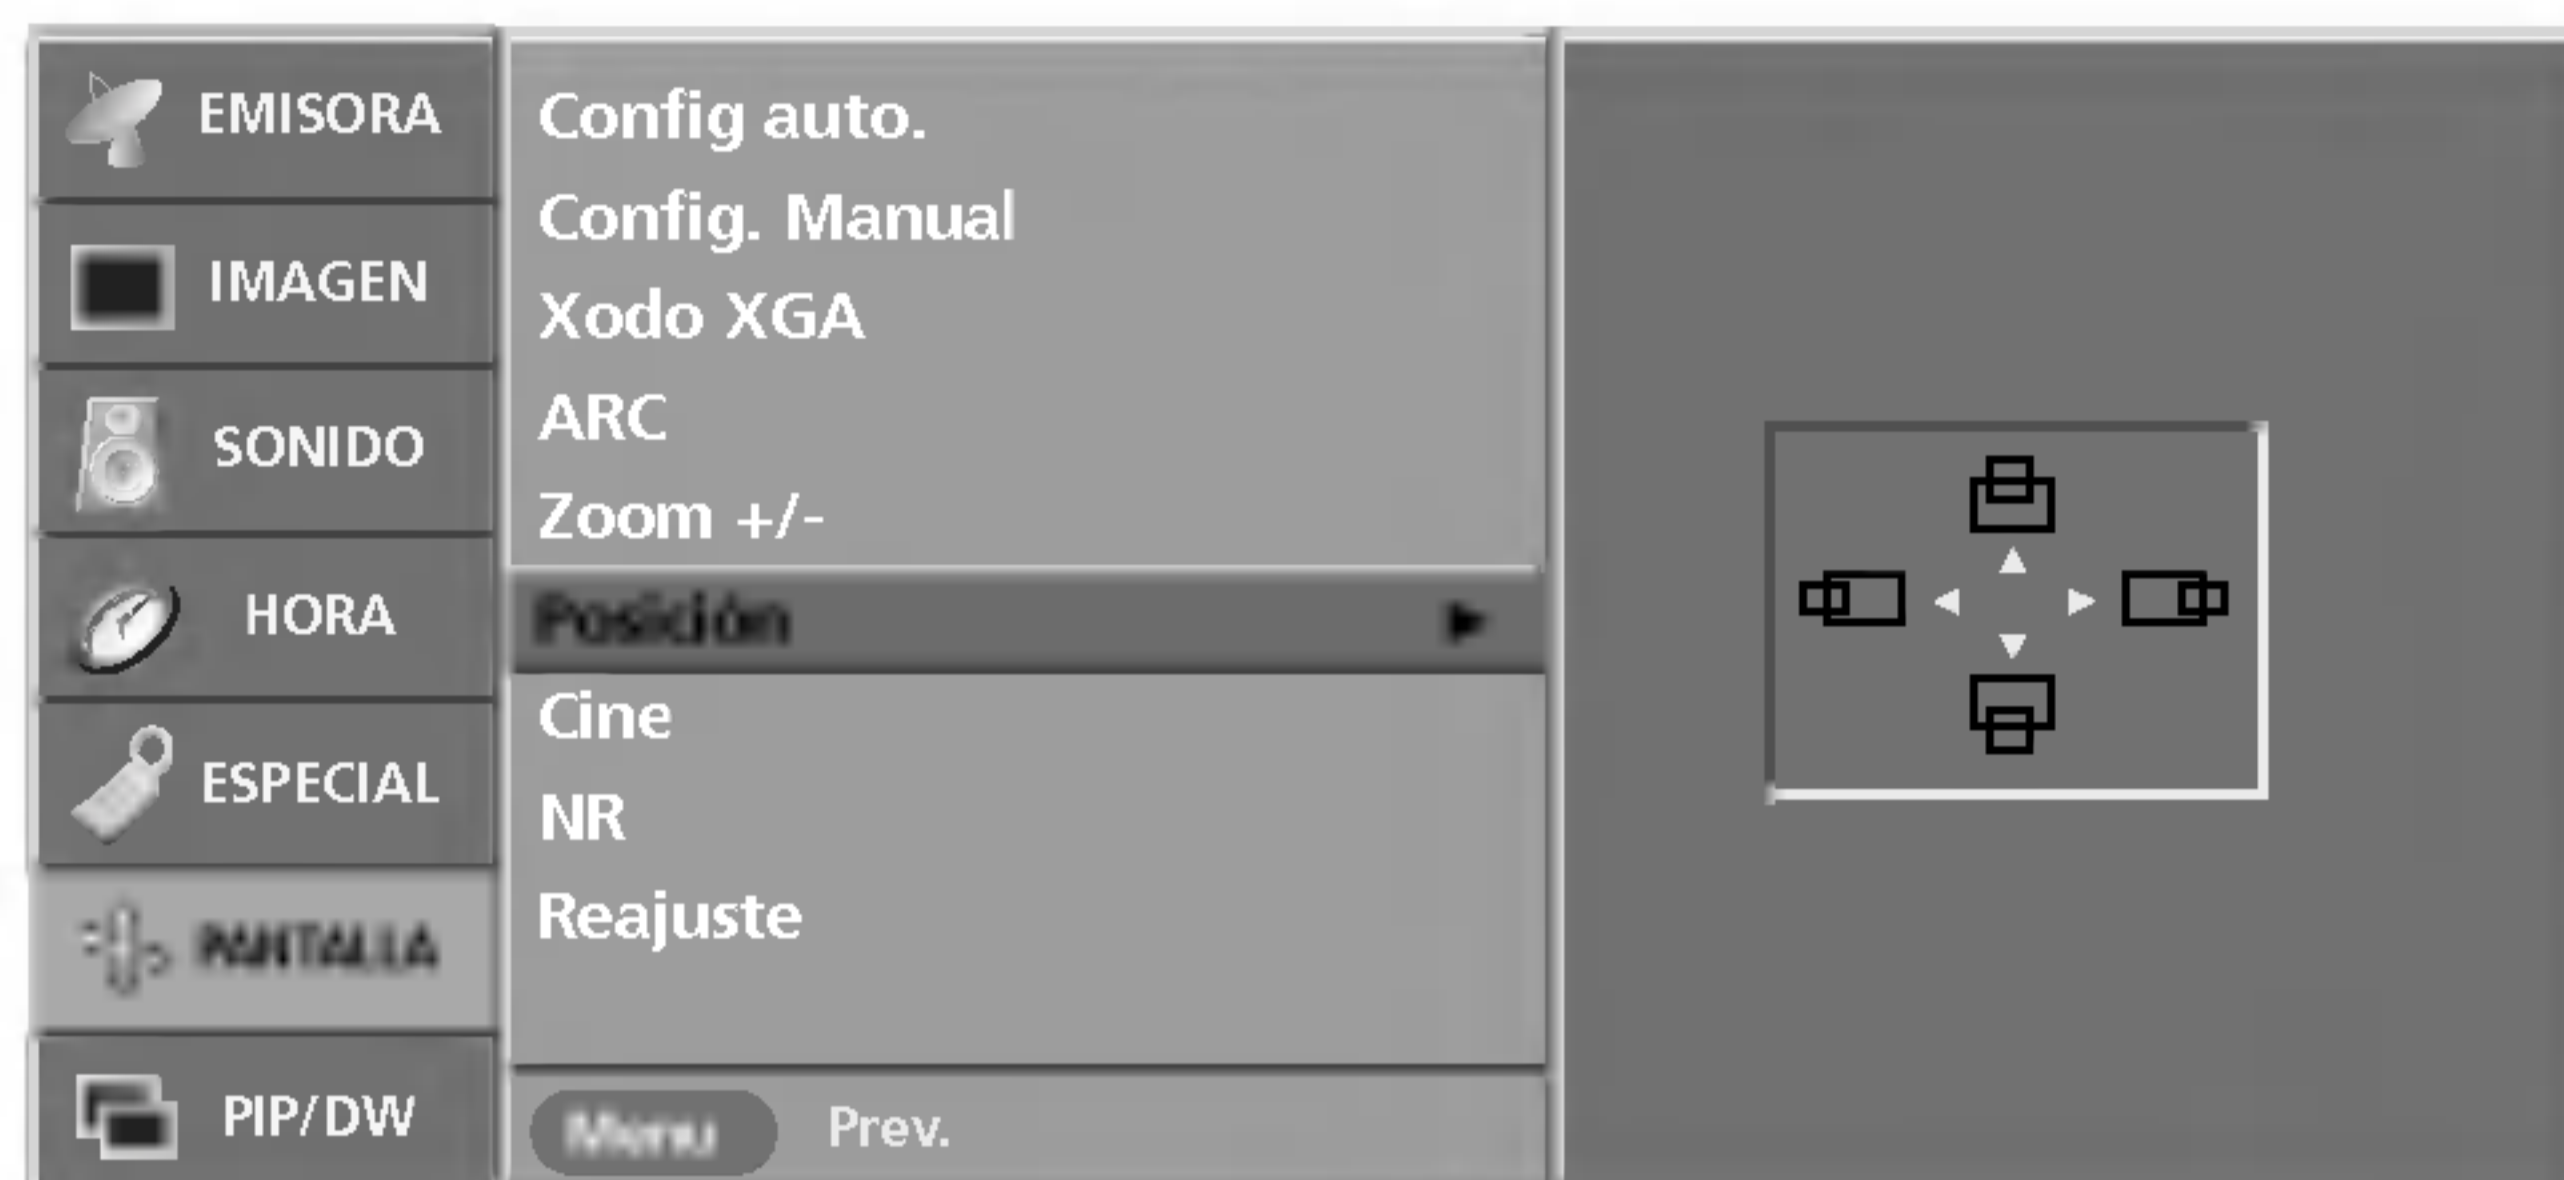 EMISORA
IMAGEN
SONIDO
HORA
ESPECIAL
PANTALLA
PIP/DW
Config auto.
Config. Manual
Xodo XGA
ARC
Zoom +/-
Posición
Cine
NR
Reajuste
Menu Prev.